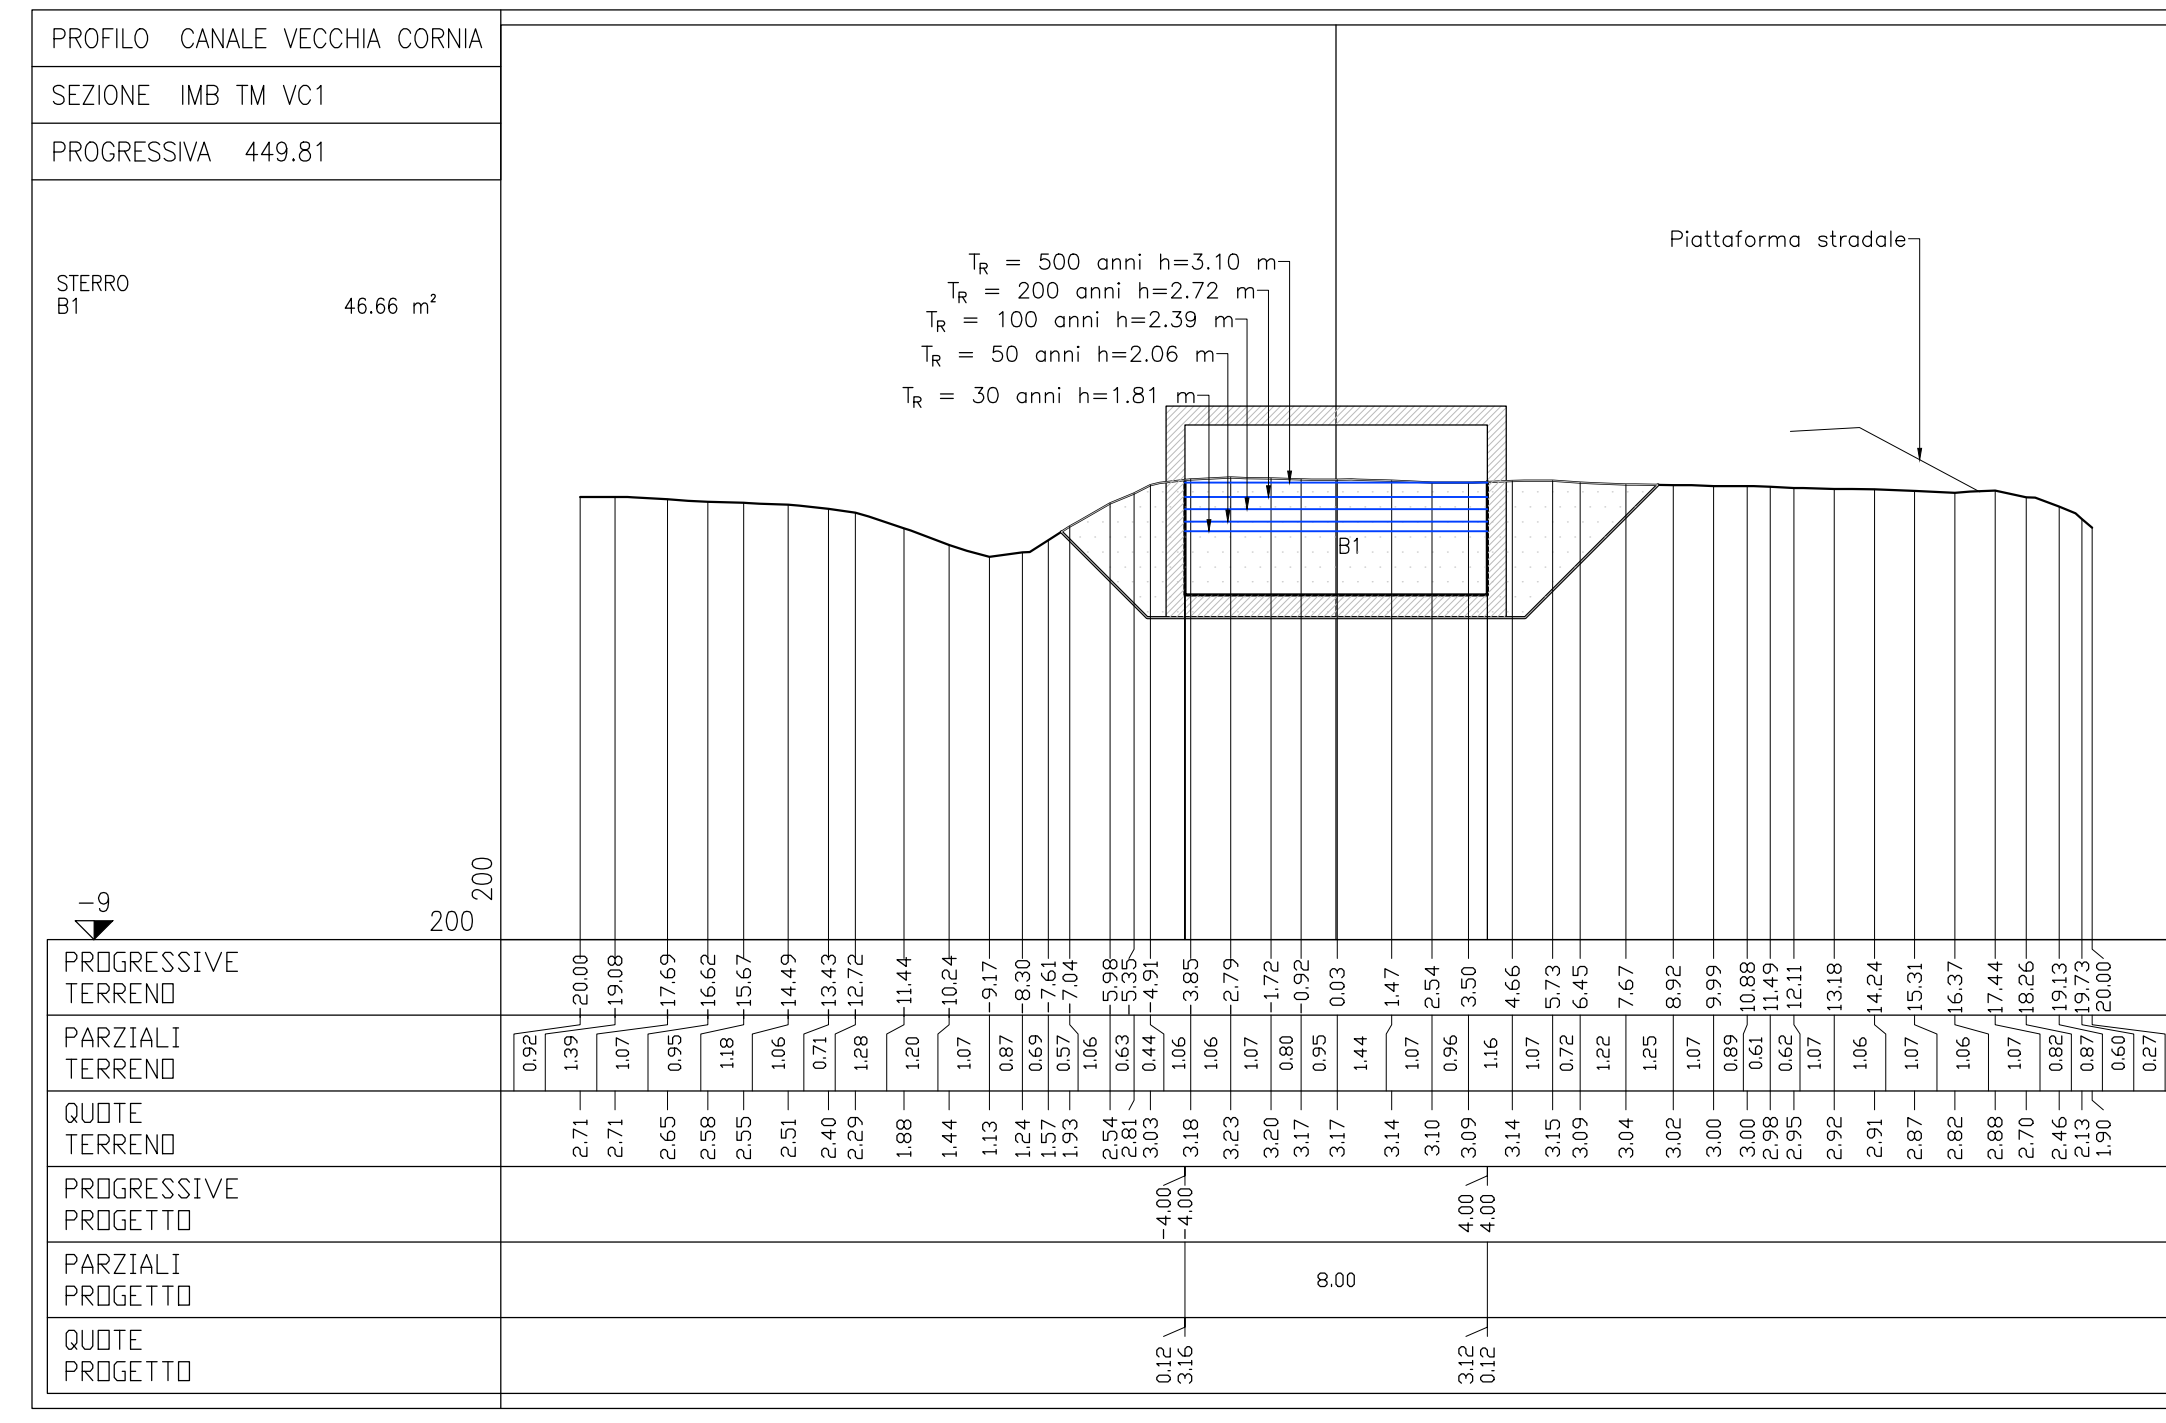 PROFILO CANALE VECCHIA CORNIA
SEZIONE IMB TM VC1
PROGRESSIVA 449.81
STERRO
B1 46.66 m²
Piattaforma stradale
TR = 500 anni h=3.10 m
TR = 200 anni h=2.72 m
TR = 100 anni h=2.39 m
TR = 50 anni h=2.06 m
TR = 30 anni h=1.81 m
B1
200
-9
200
PROGRESSIVE
TERRENO
-20.00 -19.08 -17.69 -16.62 -15.67 -14.49 -13.43 -12.72 -11.44 -10.24 -9.17 -8.30 -7.61 -7.04 -5.98 -5.35 -4.91 -3.85 -2.79 -1.72 -0.92 0.03 1.47 2.54 3.50 4.66 5.73 6.45 7.67 8.92 9.99 10.88 11.49 12.11 13.18 14.24 15.31 16.37 17.44 18.26 19.13 19.73 20.00
PARZIALI
TERRENO
0.92 1.39 1.07 0.95 1.18 1.06 0.71 1.28 1.20 1.07 0.87 0.69 0.57 1.06 0.63 0.44 1.06 1.06 1.07 0.80 0.95 1.44 1.07 0.96 1.16 1.07 0.72 1.22 1.25 1.07 0.89 0.61 0.62 1.07 1.06 1.07 1.06 1.07 0.82 0.87 0.60 0.27
QUOTE
TERRENO
2.71 2.71 2.65 2.58 2.55 2.51 2.40 2.29 1.88 1.44 1.13 1.24 1.57 1.93 2.54 2.81 3.03 3.18 3.23 3.20 3.17 3.17 3.14 3.10 3.09 3.14 3.15 3.09 3.04 3.02 3.00 3.00 2.98 2.95 2.92 2.91 2.87 2.82 2.88 2.70 2.46 2.13 1.90
PROGRESSIVE
PROGETTO
-4.00 -4.00 4.00 4.00
PARZIALI
PROGETTO
8.00
QUOTE
PROGETTO
0.12 3.16 3.12 0.12